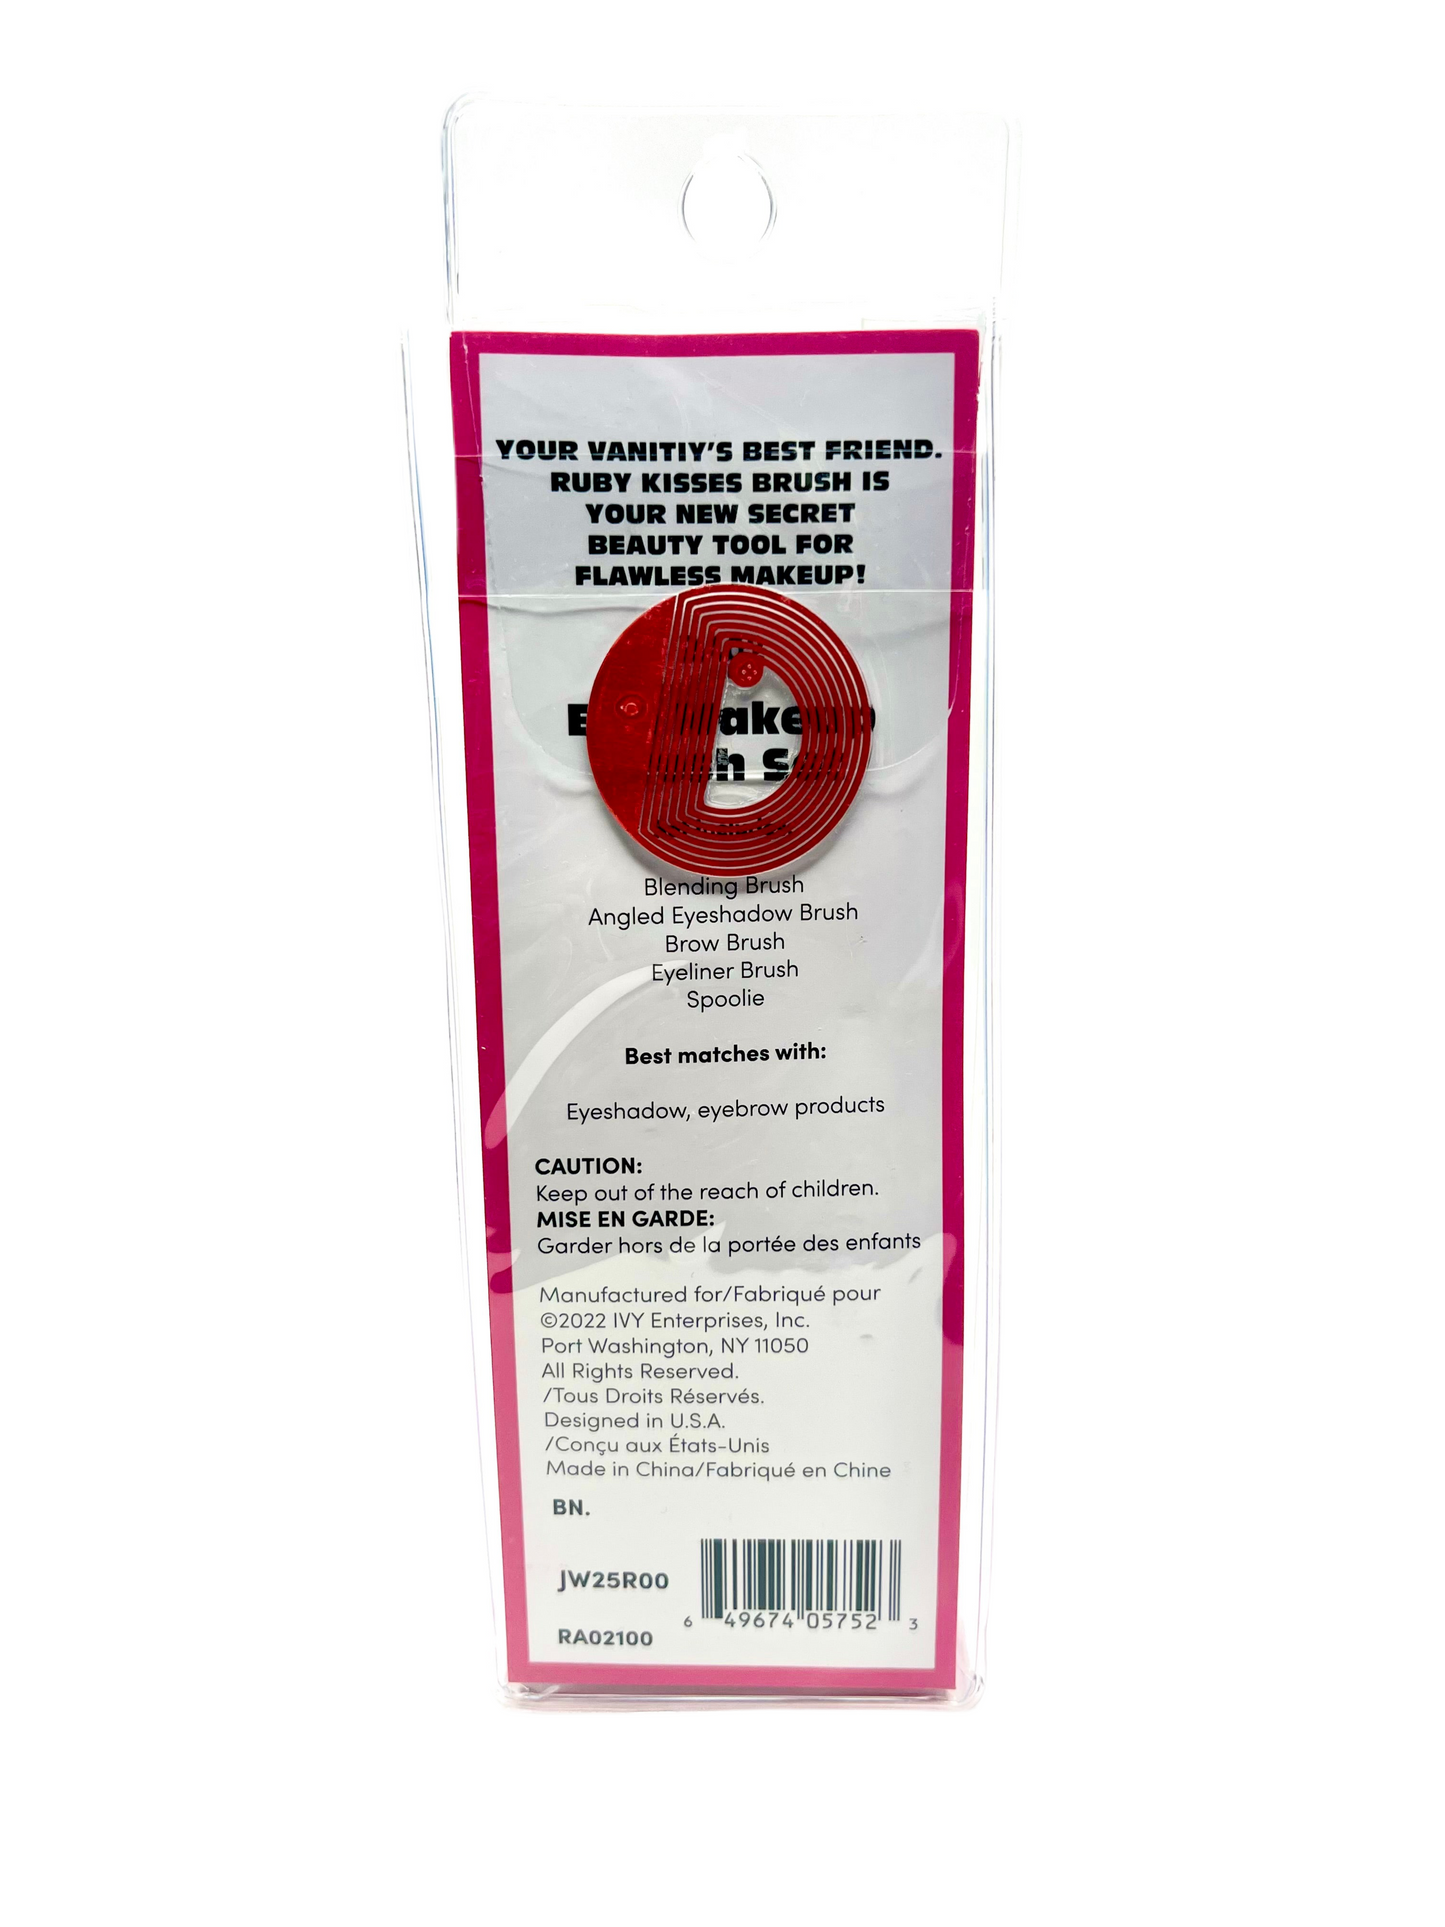 YOUR VANITIY'S BEST FRIEND.
RUBY KISSES BRUSH IS
YOUR NEW SECRET
BEAUTY TOOL FOR
FLAWLESS MAKEUP!
Blending Brush
Angled Eyeshadow Brush
Brow Brush
Eyeliner Brush
Spoolie
Best matches with:
Eyeshadow, eyebrow products
CAUTION:
Keep out of the reach of children.
MISE EN GARDE:
Garder hors de la portée des enfants
Manufactured for/Fabriqué pour
©2022 IVY Enterprises, Inc.
Port Washington, NY 11050
All Rights Reserved.
/Tous Droits Réservés.
Designed in U.S.A.
/Conçu aux États-Unis
Made in China/Fabriqué en Chine
BN.
JW25R00
6 49674 05752 3
RA02100